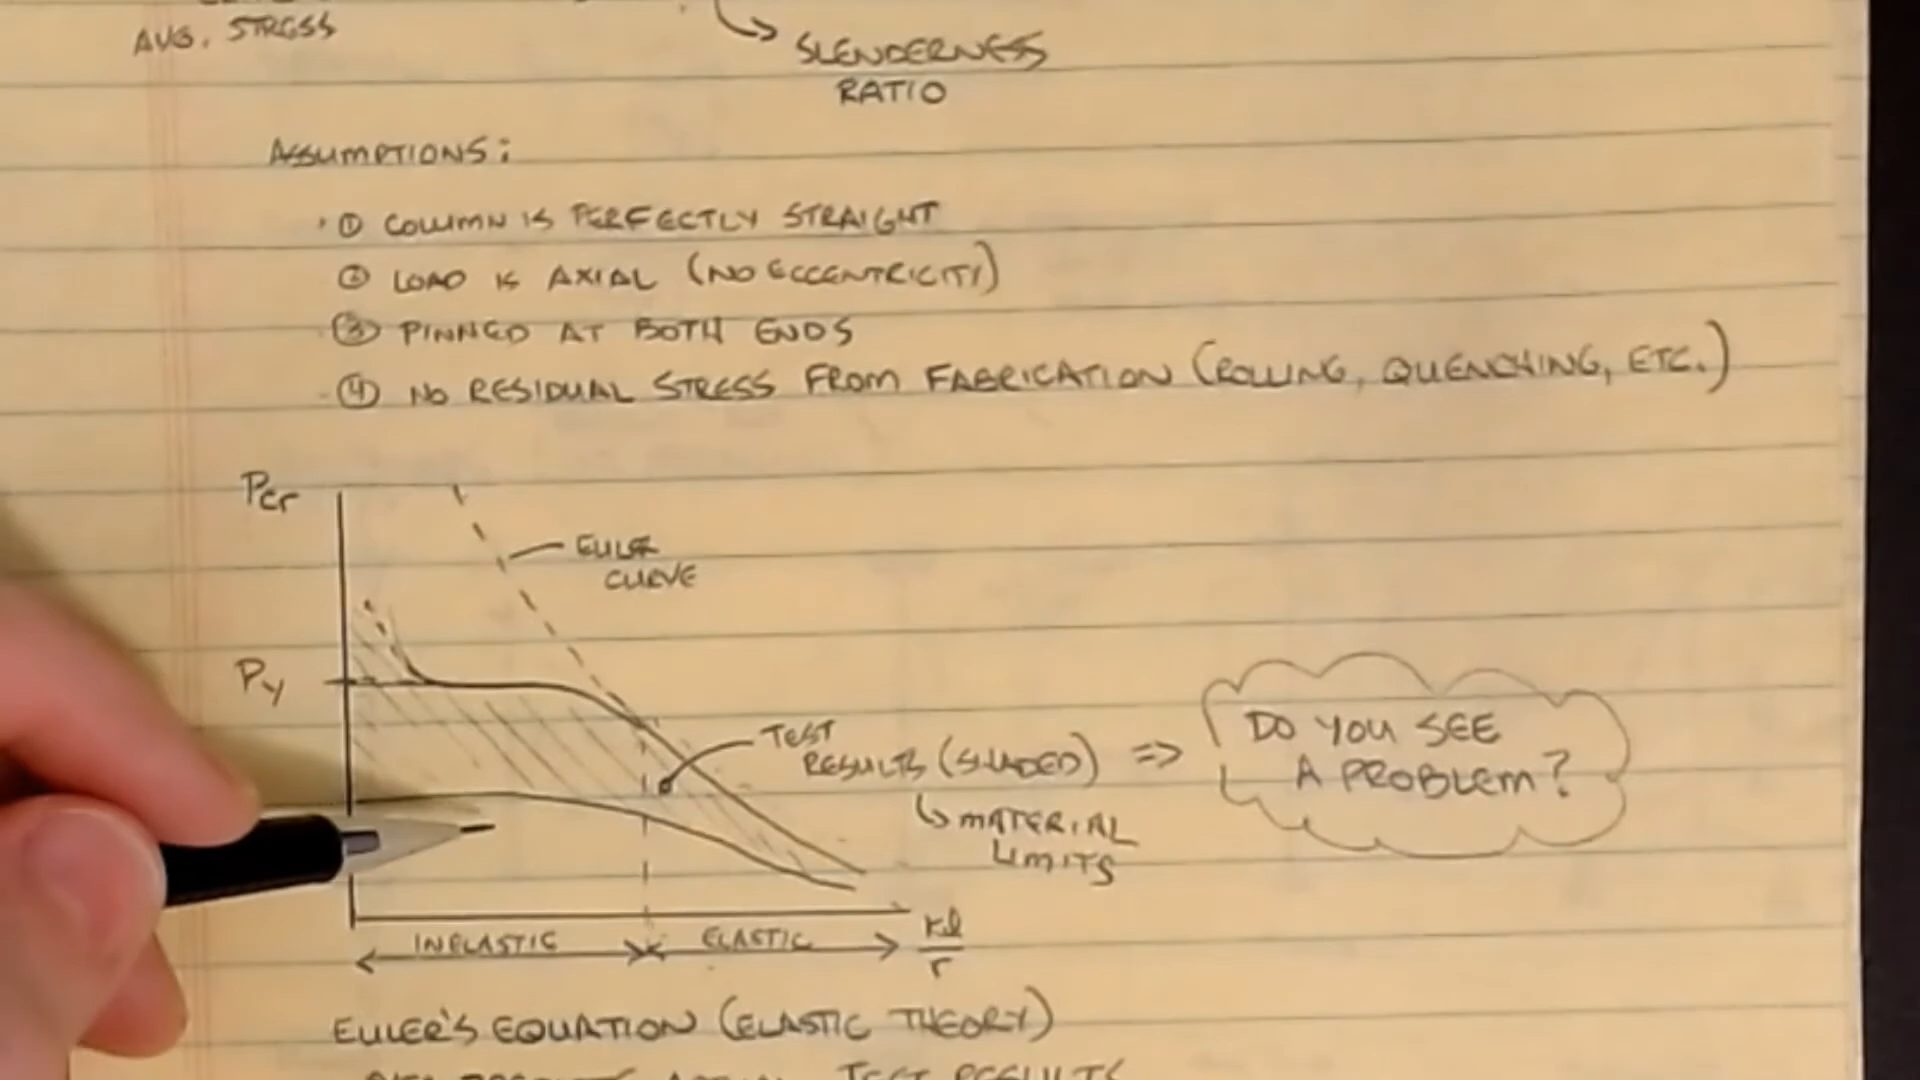 AVG. STRESS
SLENDERNESS
RATIO
ASSUMPTIONS:
① COLUMN IS PERFECTLY STRAIGHT
② LOAD IS AXIAL (NO ECCENTRICITY)
③ PINNED AT BOTH ENDS
④ NO RESIDUAL STRESS FROM FABRICATION (ROLLING, QUENCHING, ETC.)
Pcr
EULER
CURVE
Py
TEST
RESULTS (SHADED) =>
MATERIAL
LIMITS
DO YOU SEE
A PROBLEM?
INELASTIC
ELASTIC
Kl
r
EULER'S EQUATION (ELASTIC THEORY)
TEST RESULTS